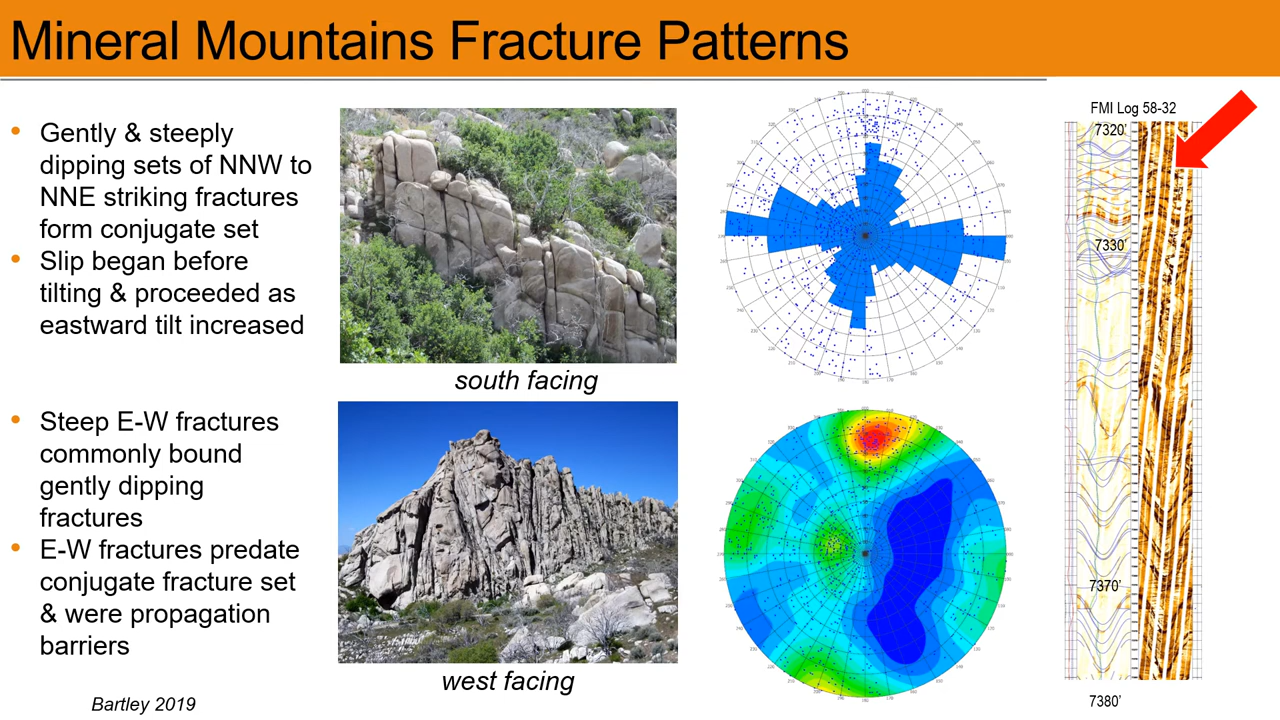 Mineral Mountains Fracture Patterns
• Gently & steeply
dipping sets of NNW to
NNE striking fractures
form conjugate set
• Slip began before
tilting & proceeded as
eastward tilt increased
• Steep E-W fractures
commonly bound
gently dipping
fractures
• E-W fractures predate
conjugate fracture set
& were propagation
barriers
Bartley 2019
south facing
west facing
FMI Log 58-32
7320'
7330'
7370'
7380'